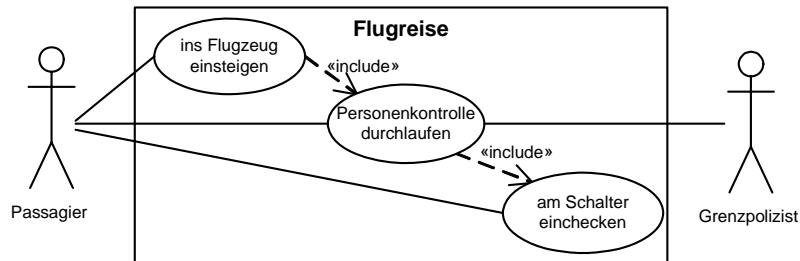 Flugreise
ins Flugzeug
einsteigen
«include»
Personenkontrolle
durchlaufen
«include»
am Schalter
einchecken
Passagier
Grenzpolizist